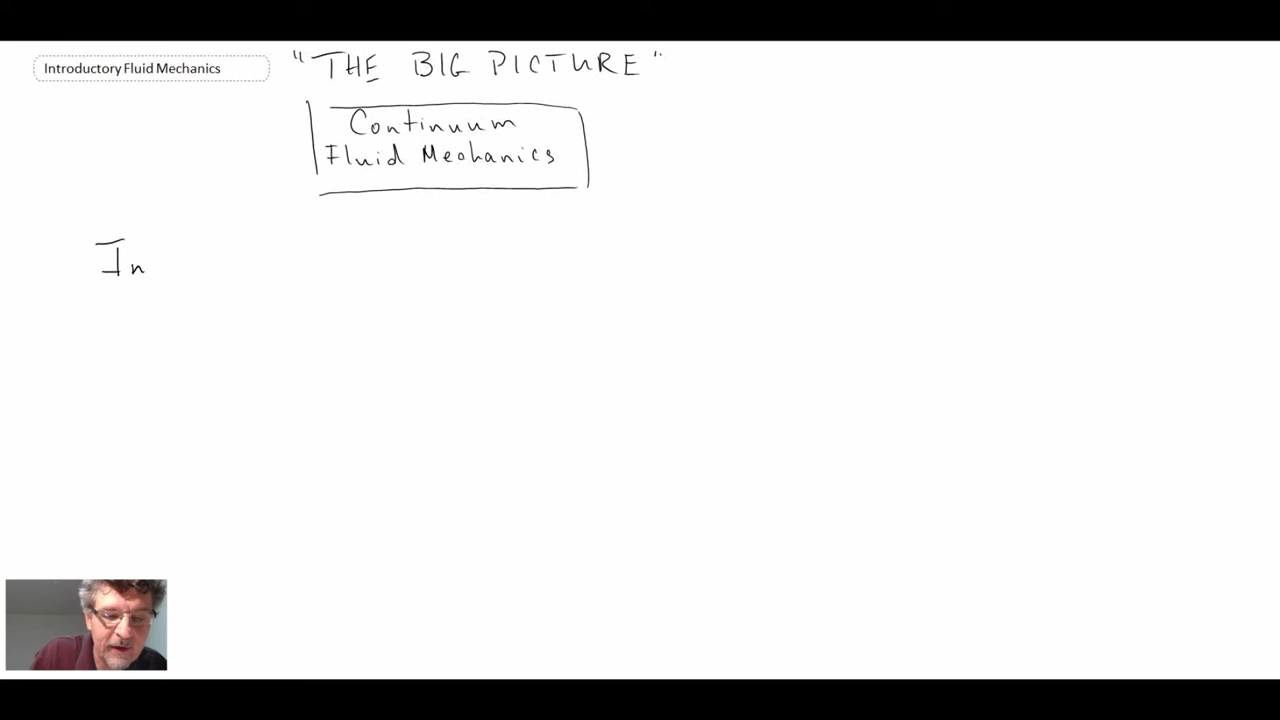 Introductory Fluid Mechanics
"THE BIG PICTURE"
Continuum
Fluid Mechanics
In